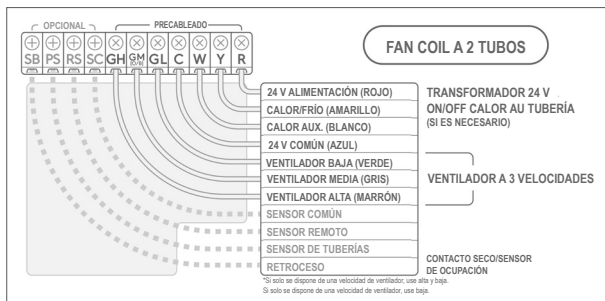 OPCIONAL
PRECABLEADO
SB PS RS SC GH GM GL C W Y R
(O/B)
FAN COIL A 2 TUBOS
24 V ALIMENTACIÓN (ROJO)
CALOR/FRÍO (AMARILLO)
CALOR AUX. (BLANCO)
24 V COMÚN (AZUL)
VENTILADOR BAJA (VERDE)
VENTILADOR MEDIA (GRIS)
VENTILADOR ALTA (MARRÓN)
SENSOR COMÚN
SENSOR REMOTO
SENSOR DE TUBERÍAS
RETROCESO
TRANSFORMADOR 24 V
ON/OFF CALOR AU TUBERÍA
(SI ES NECESARIO)
VENTILADOR A 3 VELOCIDADES
CONTACTO SECO/SENSOR
DE OCUPACIÓN
*Si solo se dispone de una velocidad de ventilador, use alta y baja.
Si solo se dispone de una velocidad de ventilador, use baja.